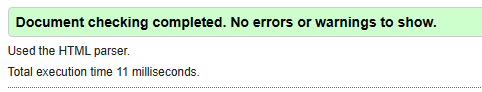 Document checking completed. No errors or warnings to show.
Used the HTML parser.
Total execution time 11 milliseconds.